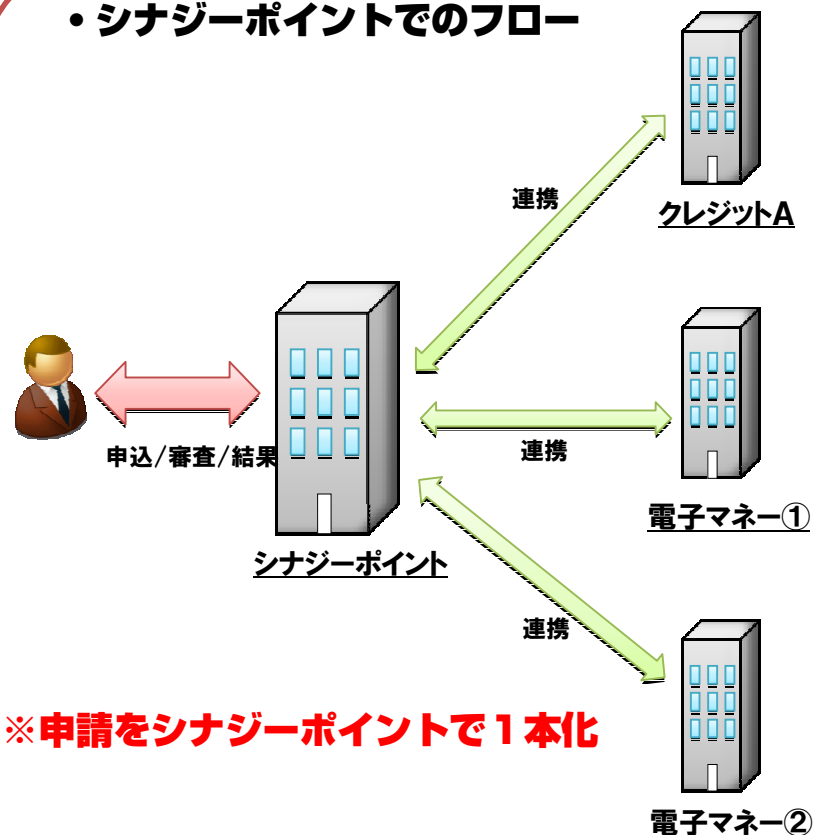 ・シナジーポイントでのフロー
連携
クレジットA
申込/審査/結果
連携
電子マネー①
シナジーポイント
連携
※申請をシナジーポイントで１本化
電子マネー②